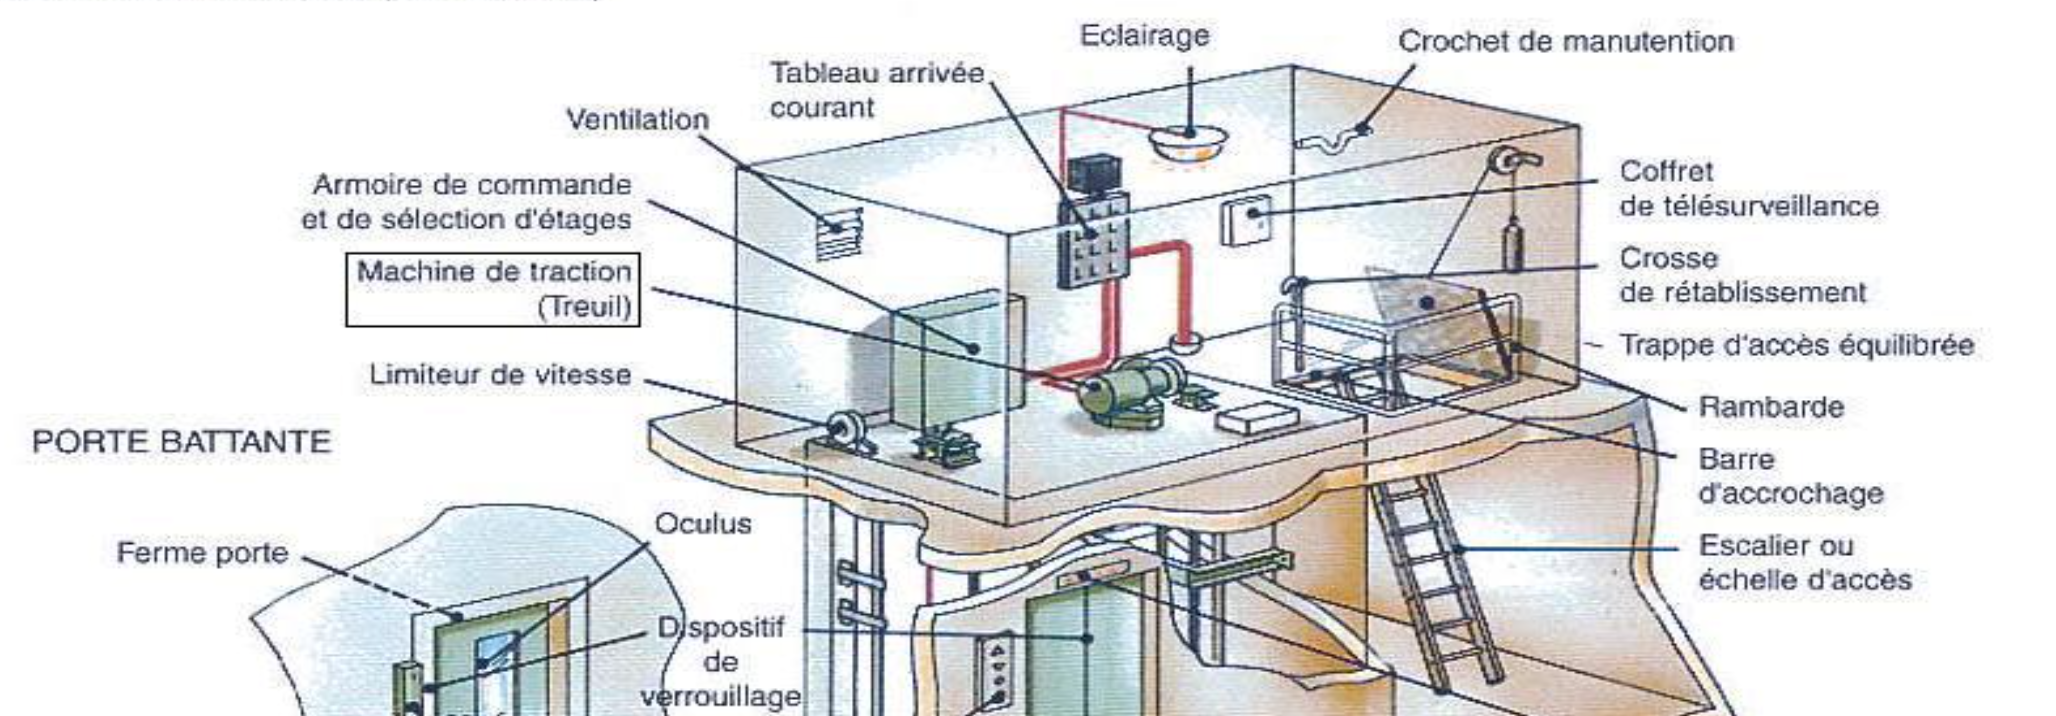 Eclairage
Crochet de manutention
Tableau arrivée
courant
Ventilation
Armoire de commande
et de sélection d'étages
Machine de traction
(Treuil)
Limiteur de vitesse
Coffret
de télésurveillance
Crosse
de rétablissement
Trappe d'accès équilibrée
Rambarde
Barre
d'accrochage
Escalier ou
échelle d'accès
PORTE BATTANTE
Ferme porte
Oculus
Dispositif
de
verrouillage